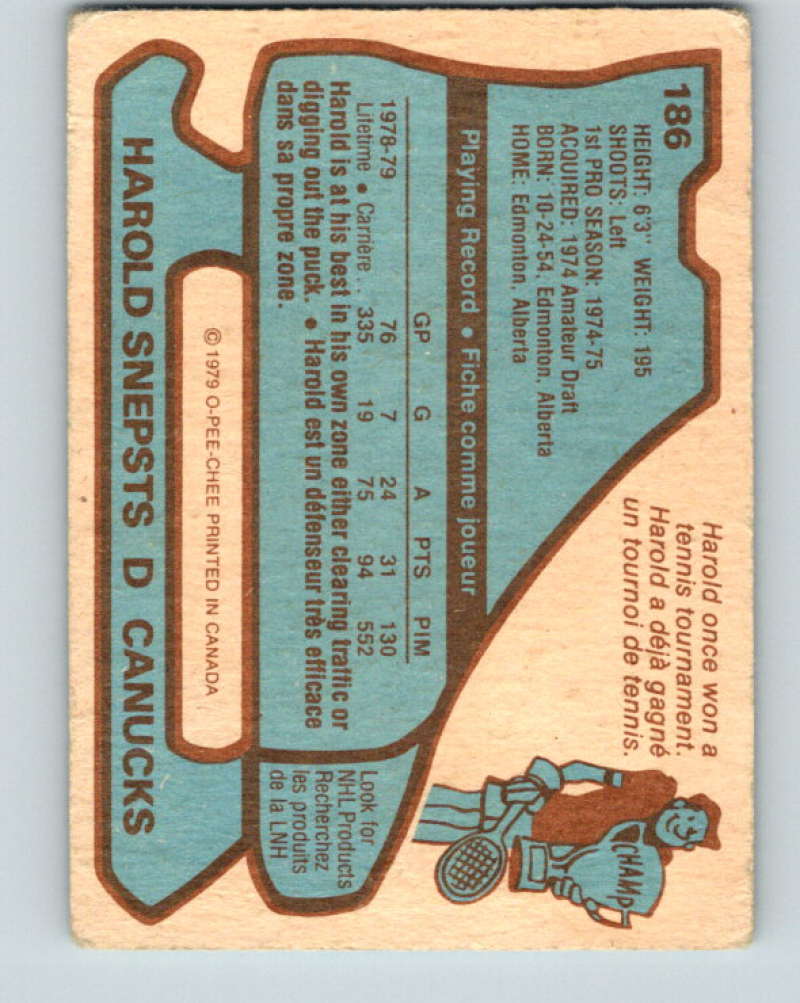 186
HEIGHT: 6'3" WEIGHT: 195
SHOOTS: Left
1st PRO SEASON: 1974-75
ACQUIRED: 1974 Amateur Draft
BORN: 10-24-54, Edmonton, Alberta
HOME: Edmonton, Alberta
Harold once won a
tennis tournament.
Harold a déjà gagné
un tournoi de tennis.
CHAMP
Playing Record • Fiche comme joueur
GP G A PTS PIM
1978-79 76 7 24 31 130
Lifetime • Carrière... 335 19 75 94 552
Harold is at his best in his own zone either clearing traffic or
digging out the puck. • Harold est un défenseur très efficace
dans sa propre zone.
Look for
NHL Products
Recherchez
les produits
de la LNH
© 1979 O-PEE-CHEE PRINTED IN CANADA
HAROLD SNEPSTS D CANUCKS